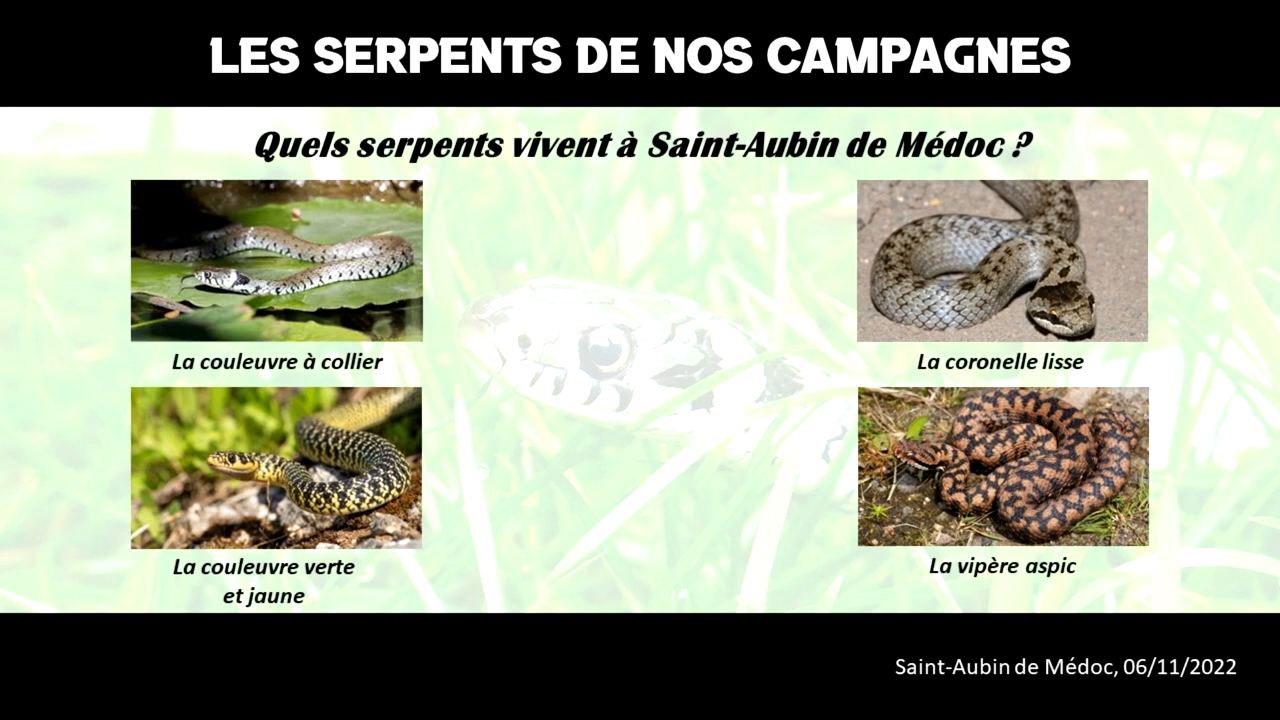 LES SERPENTS DE NOS CAMPAGNES
Quels serpents vivent à Saint-Aubin de Médoc ?
La couleuvre à collier
La coronelle lisse
La couleuvre verte
et jaune
La vipère aspic
Saint-Aubin de Médoc, 06/11/2022